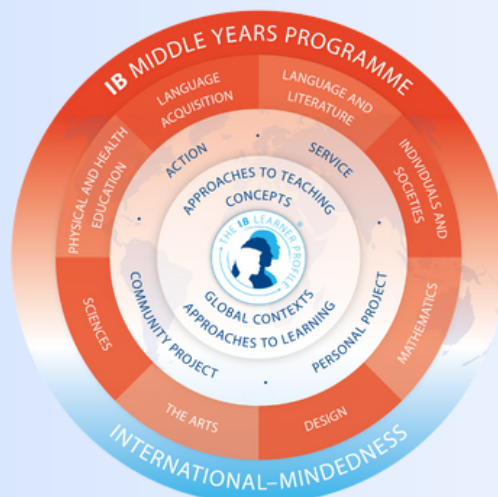 IB MIDDLE YEARS PROGRAMME
LANGUAGE
ACQUISITION
LANGUAGE AND
LITERATURE
PHYSICAL AND HEALTH
EDUCATION
INDIVIDUALS AND
SOCIETIES
SCIENCES
MATHEMATICS
THE ARTS
DESIGN
ACTION
SERVICE
COMMUNITY PROJECT
PERSONAL PROJECT
APPROACHES TO TEACHING
CONCEPTS
THE IB LEARNER PROFILE
®
GLOBAL CONTEXTS
APPROACHES TO LEARNING
INTERNATIONAL–MINDEDNESS